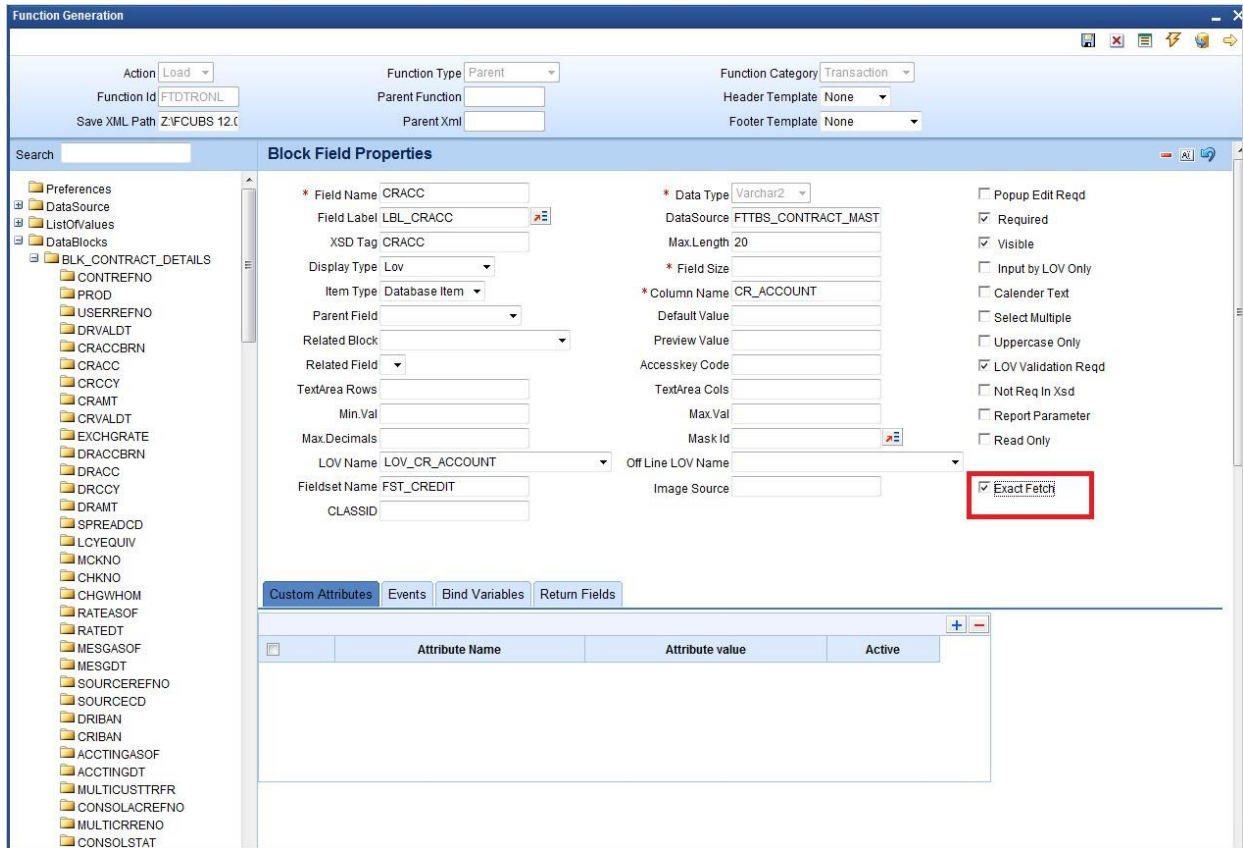 Function Generation
Action Load Function Type Parent Function Category Transaction
Function Id FTDTRONL Parent Function Header Template None
Save XML Path Z:\FCUBS 12.0 Parent Xml Footer Template None
Search Block Field Properties
Preferences
DataSource
ListOfValues
DataBlocks
BLK_CONTRACT_DETAILS
CONTREFNO
PROD
USERREFNO
DRVALDT
CRACCBRN
CRACC
CRCCY
CRAMT
CRVALDT
EXCHGRATE
DRACCBRN
DRACC
DRCCY
DRAMT
SPREADCD
LCYEQUIV
MCKNO
CHKNO
CHGWHOM
RATEASOF
RATEDT
MESGASOF
MESGDT
SOURCEREFNO
SOURCECD
DRIBAN
CRIBAN
ACCTINGASOF
ACCTINGDT
MULTICUSTTRFR
CONSOLACREFNO
MULTICRRENO
CONSOLSTAT
* Field Name CRACC * Data Type Varchar2 Popup Edit Reqd
Field Label LBL_CRACC DataSource FTTBS_CONTRACT_MAST Required
XSD Tag CRACC Max.Length 20 Visible
Display Type Lov * Field Size Input by LOV Only
Item Type Database Item * Column Name CR_ACCOUNT Calender Text
Parent Field Default Value Select Multiple
Related Block Preview Value Uppercase Only
Related Field Accesskey Code LOV Validation Reqd
TextArea Rows TextArea Cols Not Req In Xsd
Min.Val Max.Val Report Parameter
Max.Decimals Mask Id Read Only
LOV Name LOV_CR_ACCOUNT Off Line LOV Name
Fieldset Name FST_CREDIT Image Source Exact Fetch
CLASSID
Custom Attributes Events Bind Variables Return Fields
Attribute Name Attribute value Active